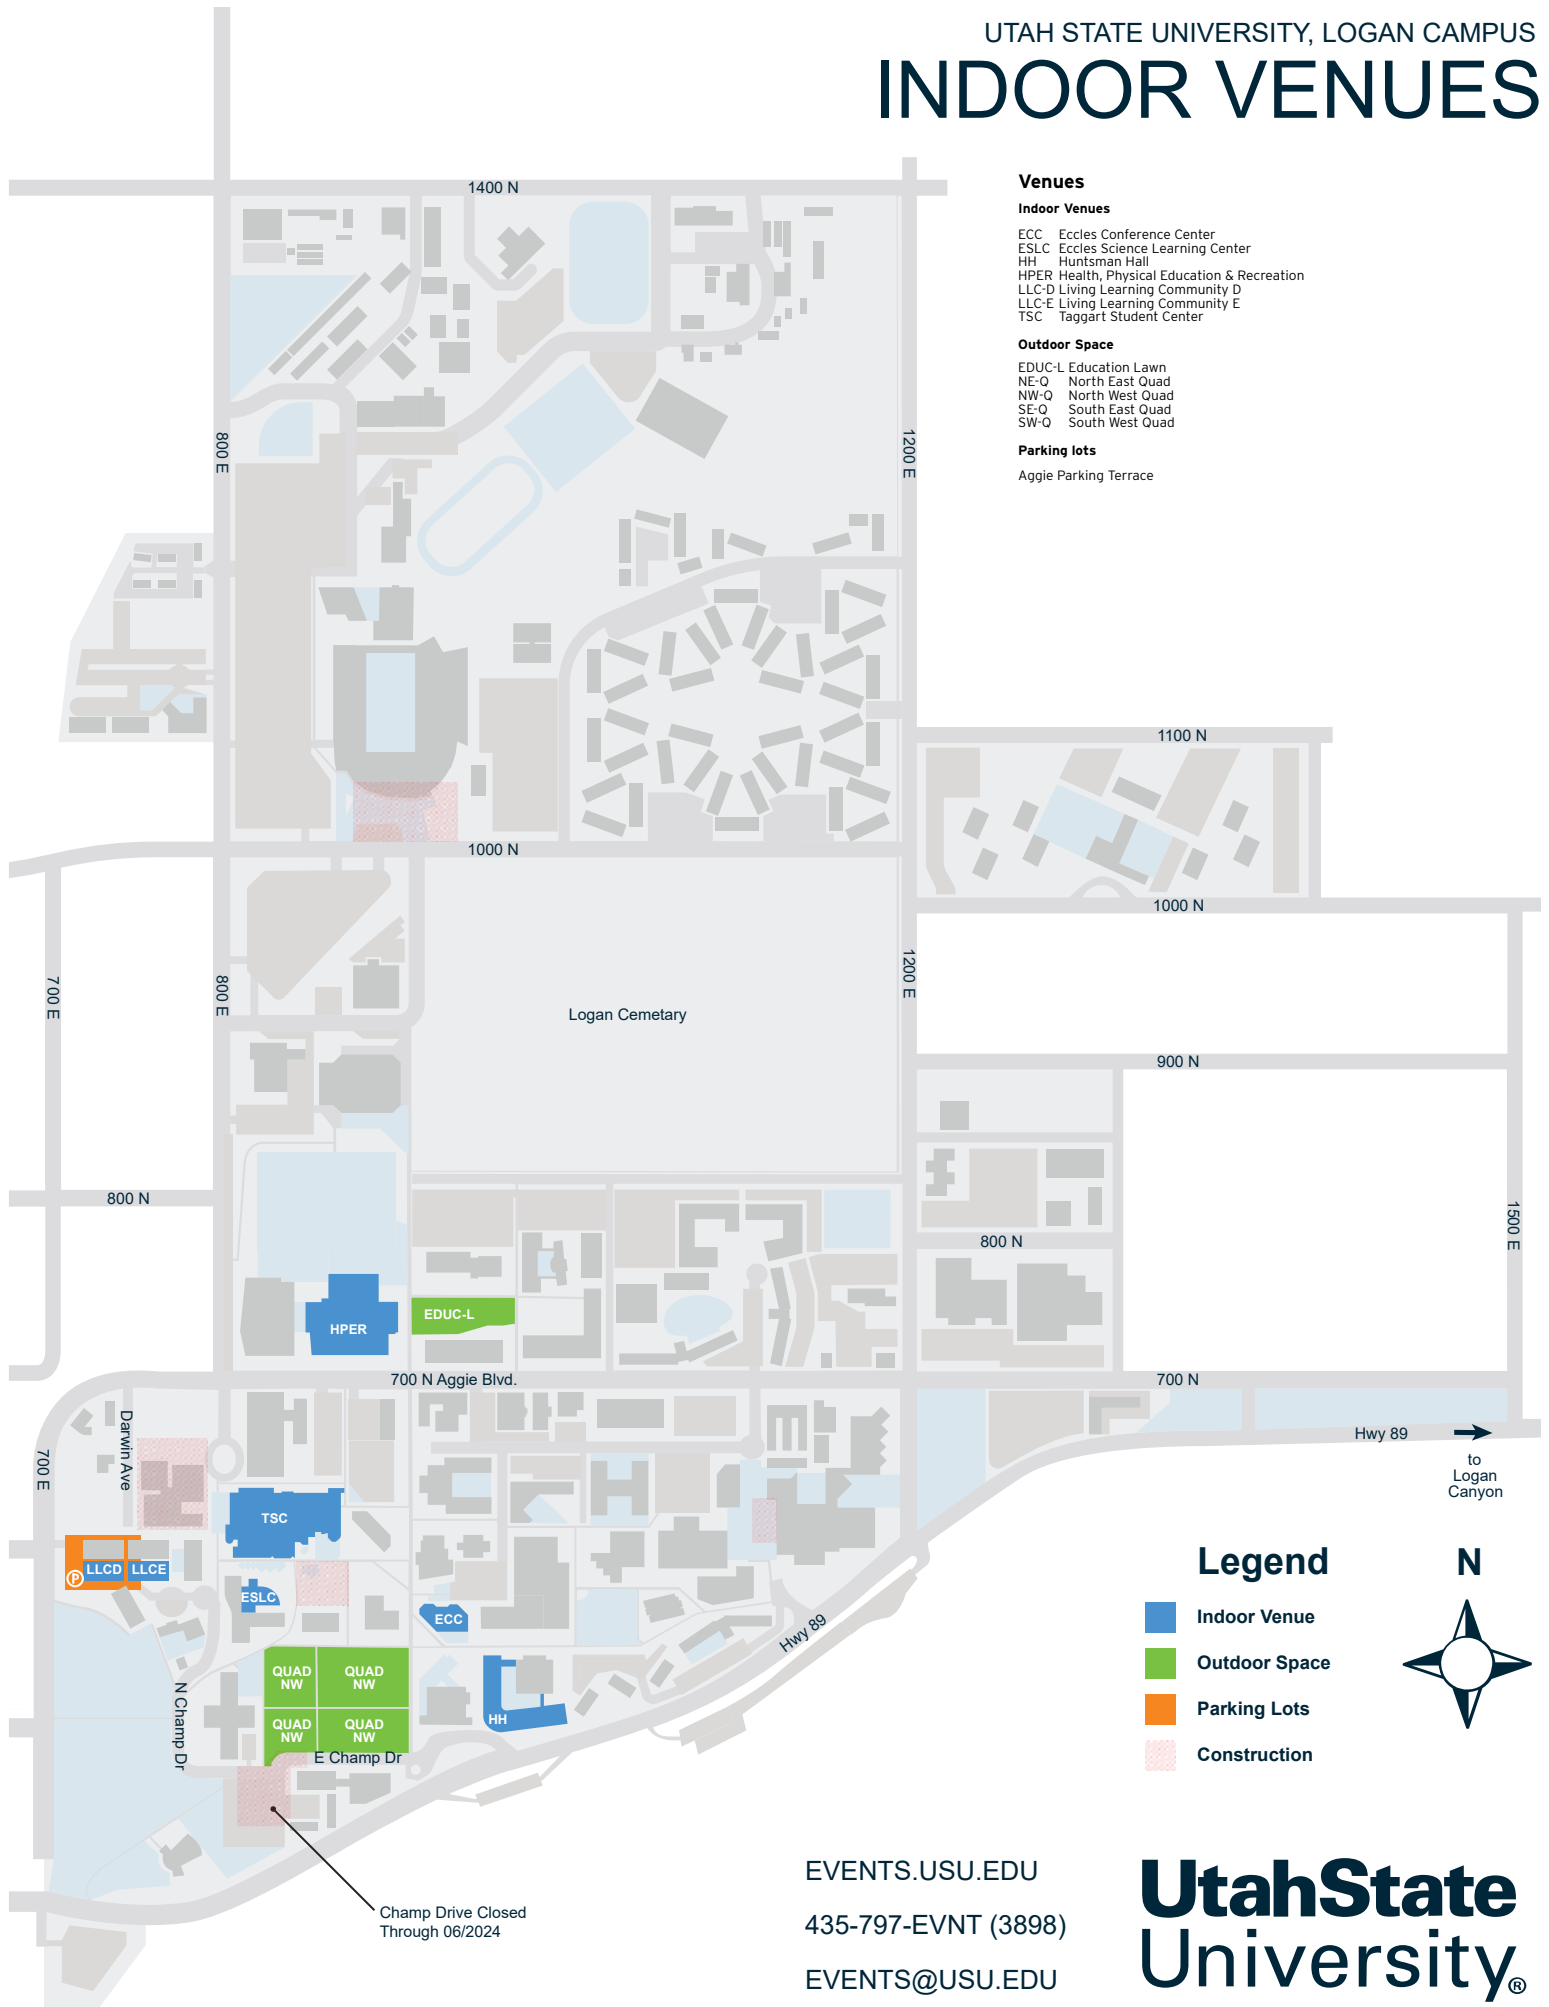 UTAH STATE UNIVERSITY, LOGAN CAMPUS
INDOOR VENUES
Venues
Indoor Venues
ECC Eccles Conference Center
ESLC Eccles Science Learning Center
HH Huntsman Hall
HPER Health, Physical Education & Recreation
LLC-D Living Learning Community D
LLC-E Living Learning Community E
TSC Taggart Student Center
Outdoor Space
EDUC-L Education Lawn
NE-Q North East Quad
NW-Q North West Quad
SE-Q South East Quad
SW-Q South West Quad
Parking lots
Aggie Parking Terrace
1400 N
800 E
1200 E
1100 N
1000 N
1000 N
700 E
800 E
1200 E
Logan Cemetary
900 N
800 N
1500 E
800 N
EDUC-L
HPER
700 N Aggie Blvd.
700 N
Darwin Ave
700 E
Hwy 89
to
Logan
Canyon
TSC
LLCD
LLCE
P
ESLC
ECC
Hwy 89
QUAD
NW
QUAD
NW
QUAD
NW
QUAD
NW
HH
N Champ Dr
E Champ Dr
Champ Drive Closed
Through 06/2024
Legend
N
Indoor Venue
Outdoor Space
Parking Lots
Construction
EVENTS.USU.EDU
435-797-EVNT (3898)
EVENTS@USU.EDU
UtahState
University®